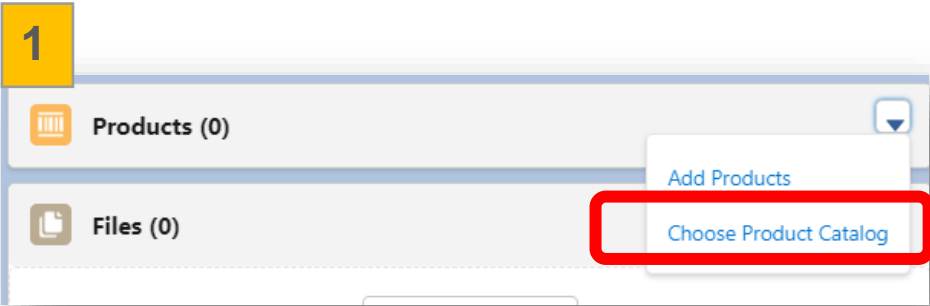 1
Products (0)
Add Products
Files (0)
Choose Product Catalog